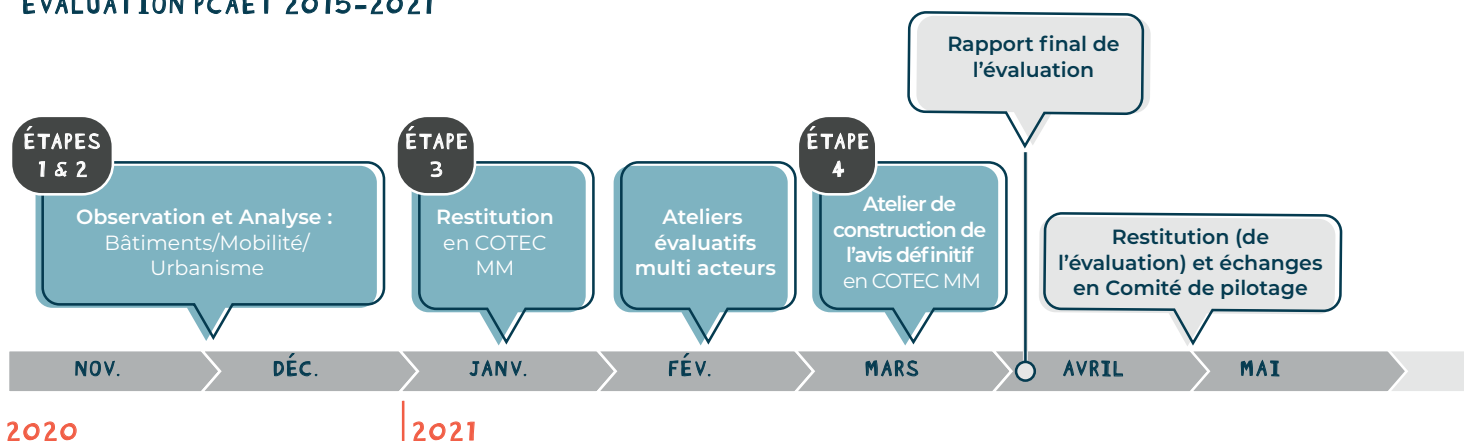 ÉVALUATION PCAET 2015-2021
Rapport final de
l'évaluation
ÉTAPES
1 & 2
Observation et Analyse :
Bâtiments/Mobilité/
Urbanisme
ÉTAPE
3
Restitution
en COTEC
MM
Ateliers
évaluatifs
multi acteurs
ÉTAPE
4
Atelier de
construction de
l'avis définitif
en COTEC MM
Restitution (de
l'évaluation) et échanges
en Comité de pilotage
NOV.
DÉC.
JANV.
FÉV.
MARS
AVRIL
MAI
2020
2021